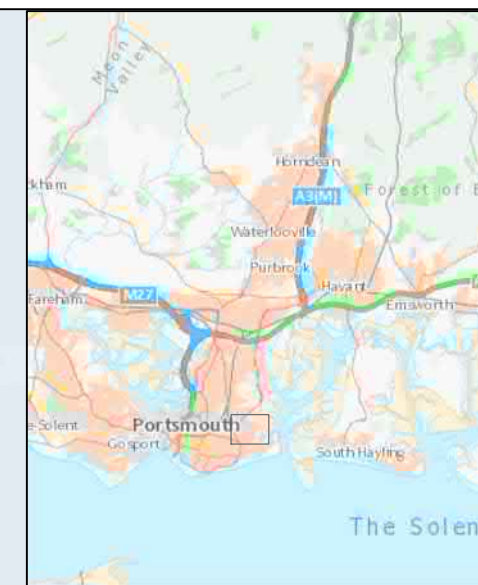 Meon
Valley
Horndean
ckham
A3(M)
Forest of B
Waterlooville
Purbrook
Havant
M27
Fareham
Emsworth
Portsmouth
e-Solent
Gosport
South Hayling
The Solen